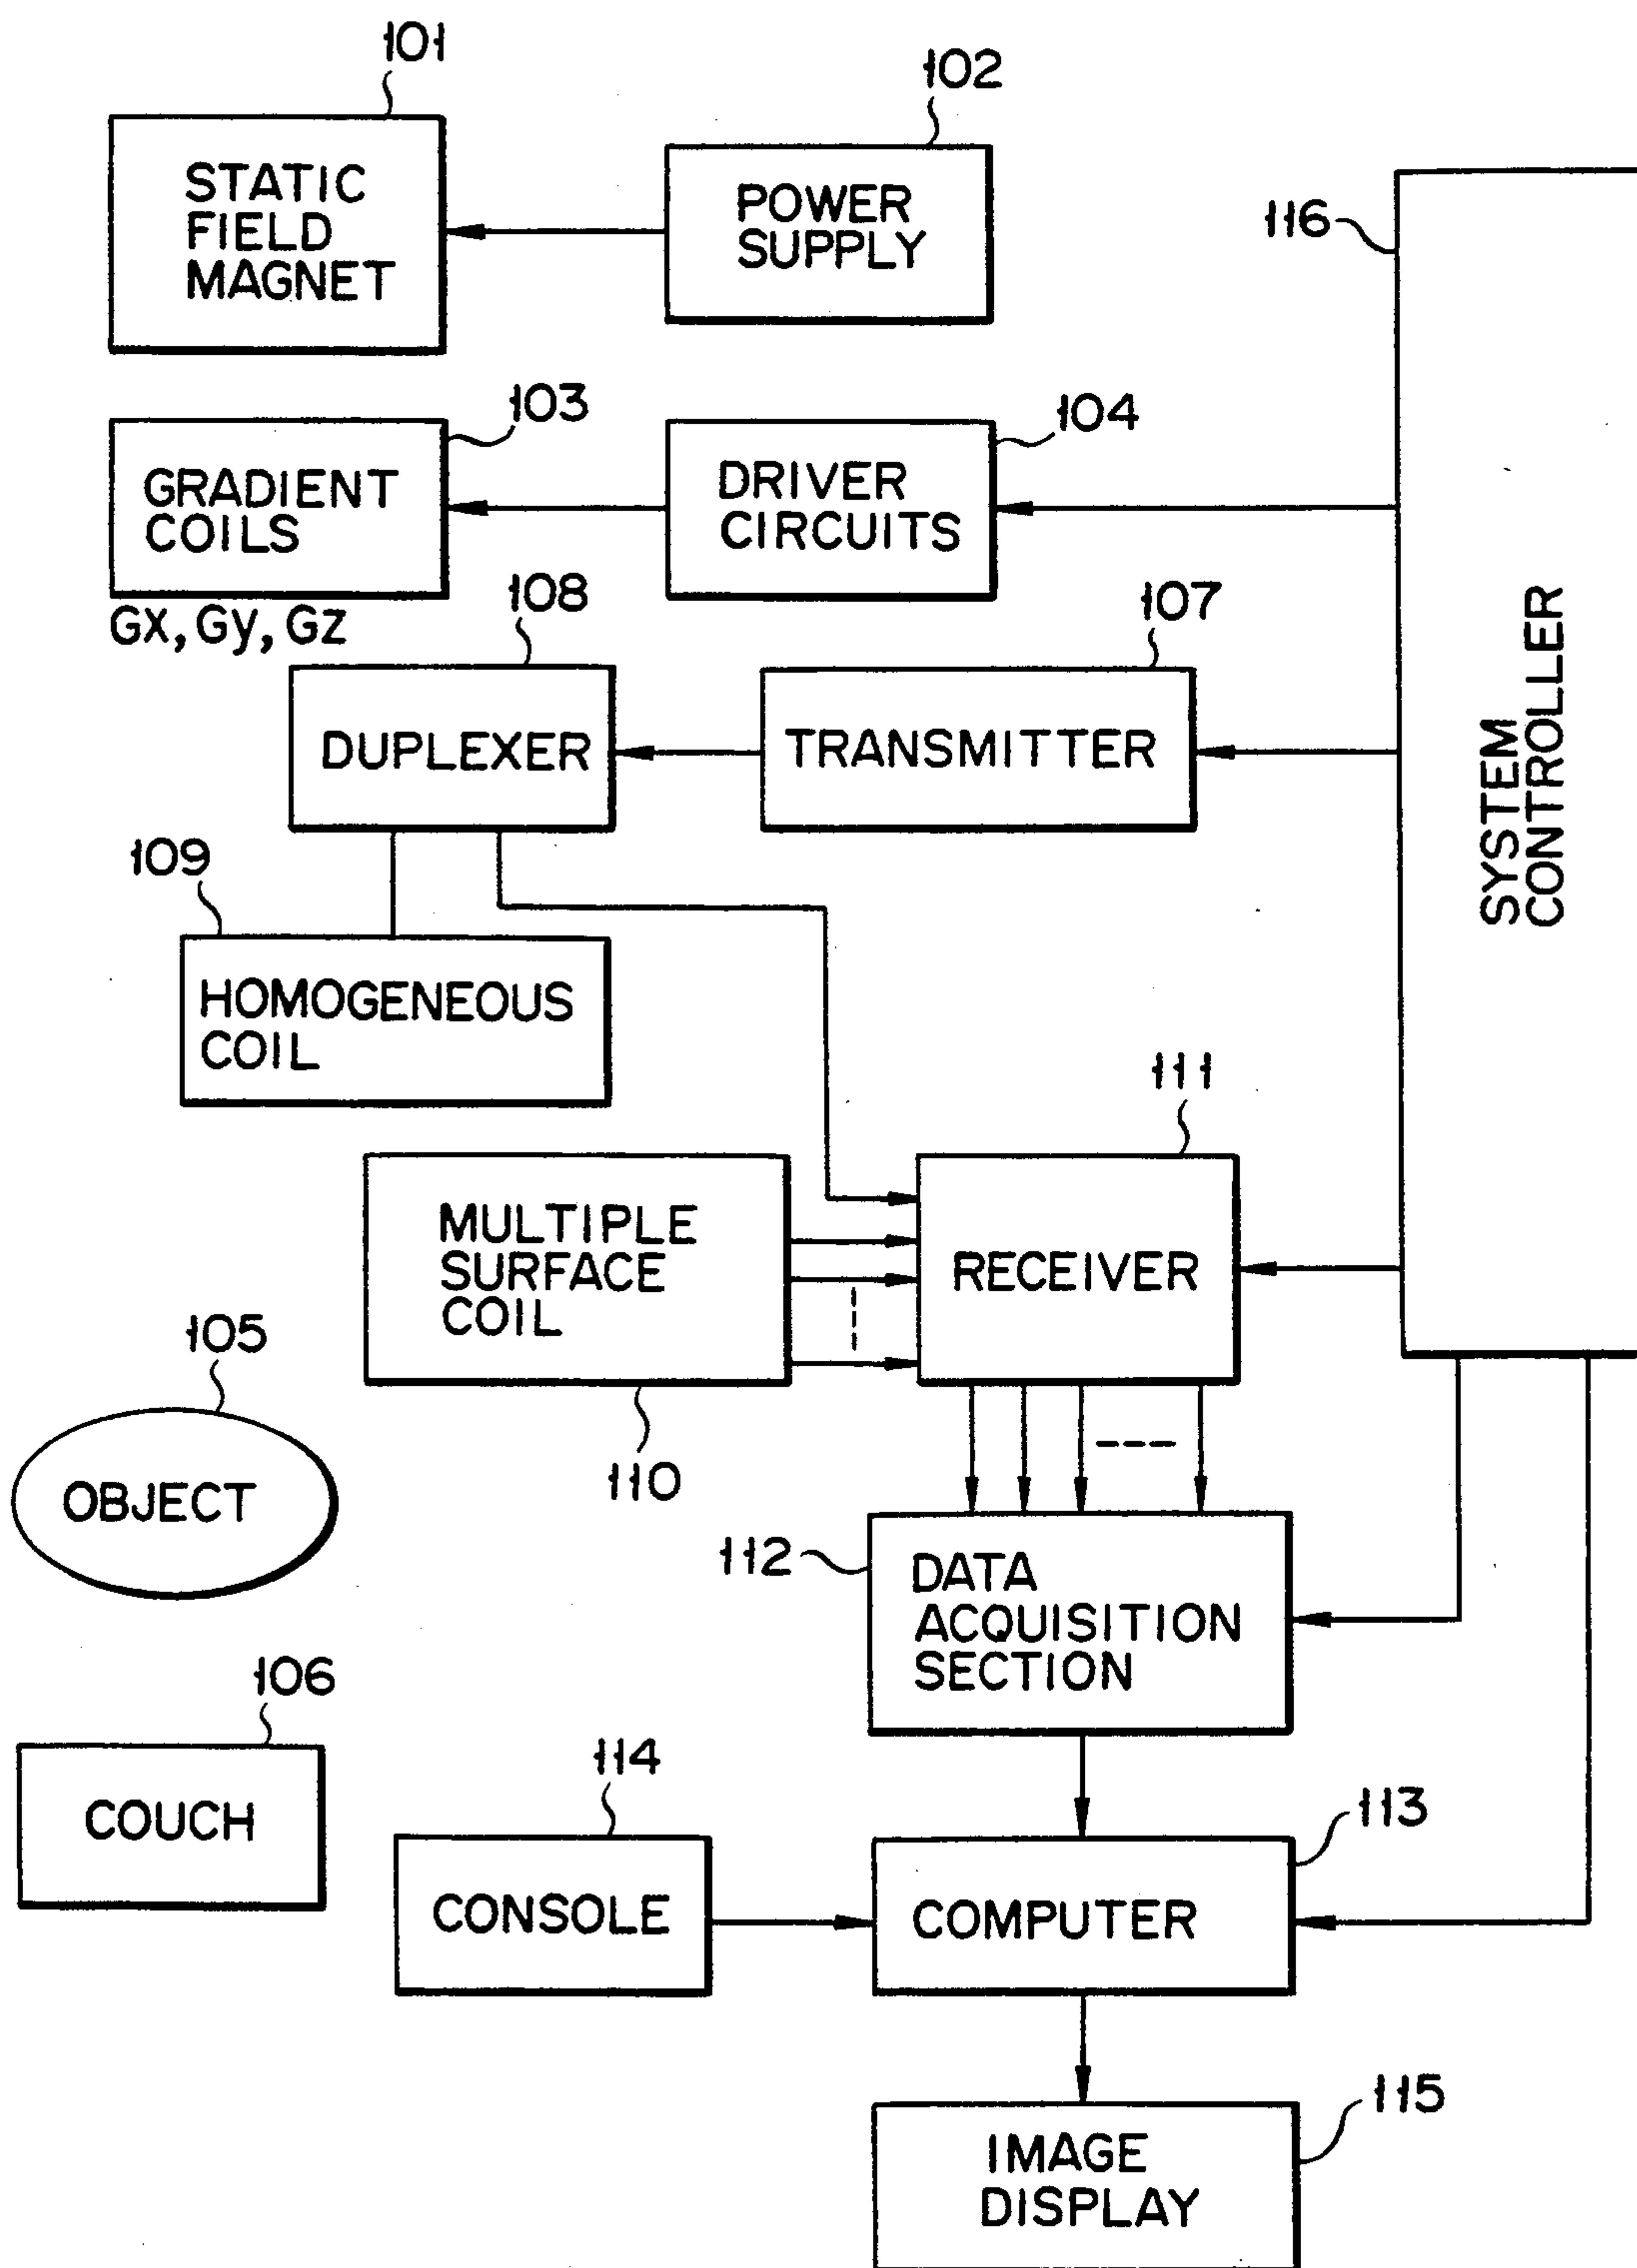 101
102
STATIC
FIELD
MAGNET
POWER
SUPPLY
116
103
104
GRADIENT
COILS
DRIVER
CIRCUITS
Gx, Gy, Gz
108
107
DUPLEXER
TRANSMITTER
SYSTEM
CONTROLLER
109
HOMOGENEOUS
COIL
111
MULTIPLE
SURFACE
COIL
RECEIVER
105
110
OBJECT
112
DATA
ACQUISITION
SECTION
106
114
113
COUCH
CONSOLE
COMPUTER
115
IMAGE
DISPLAY